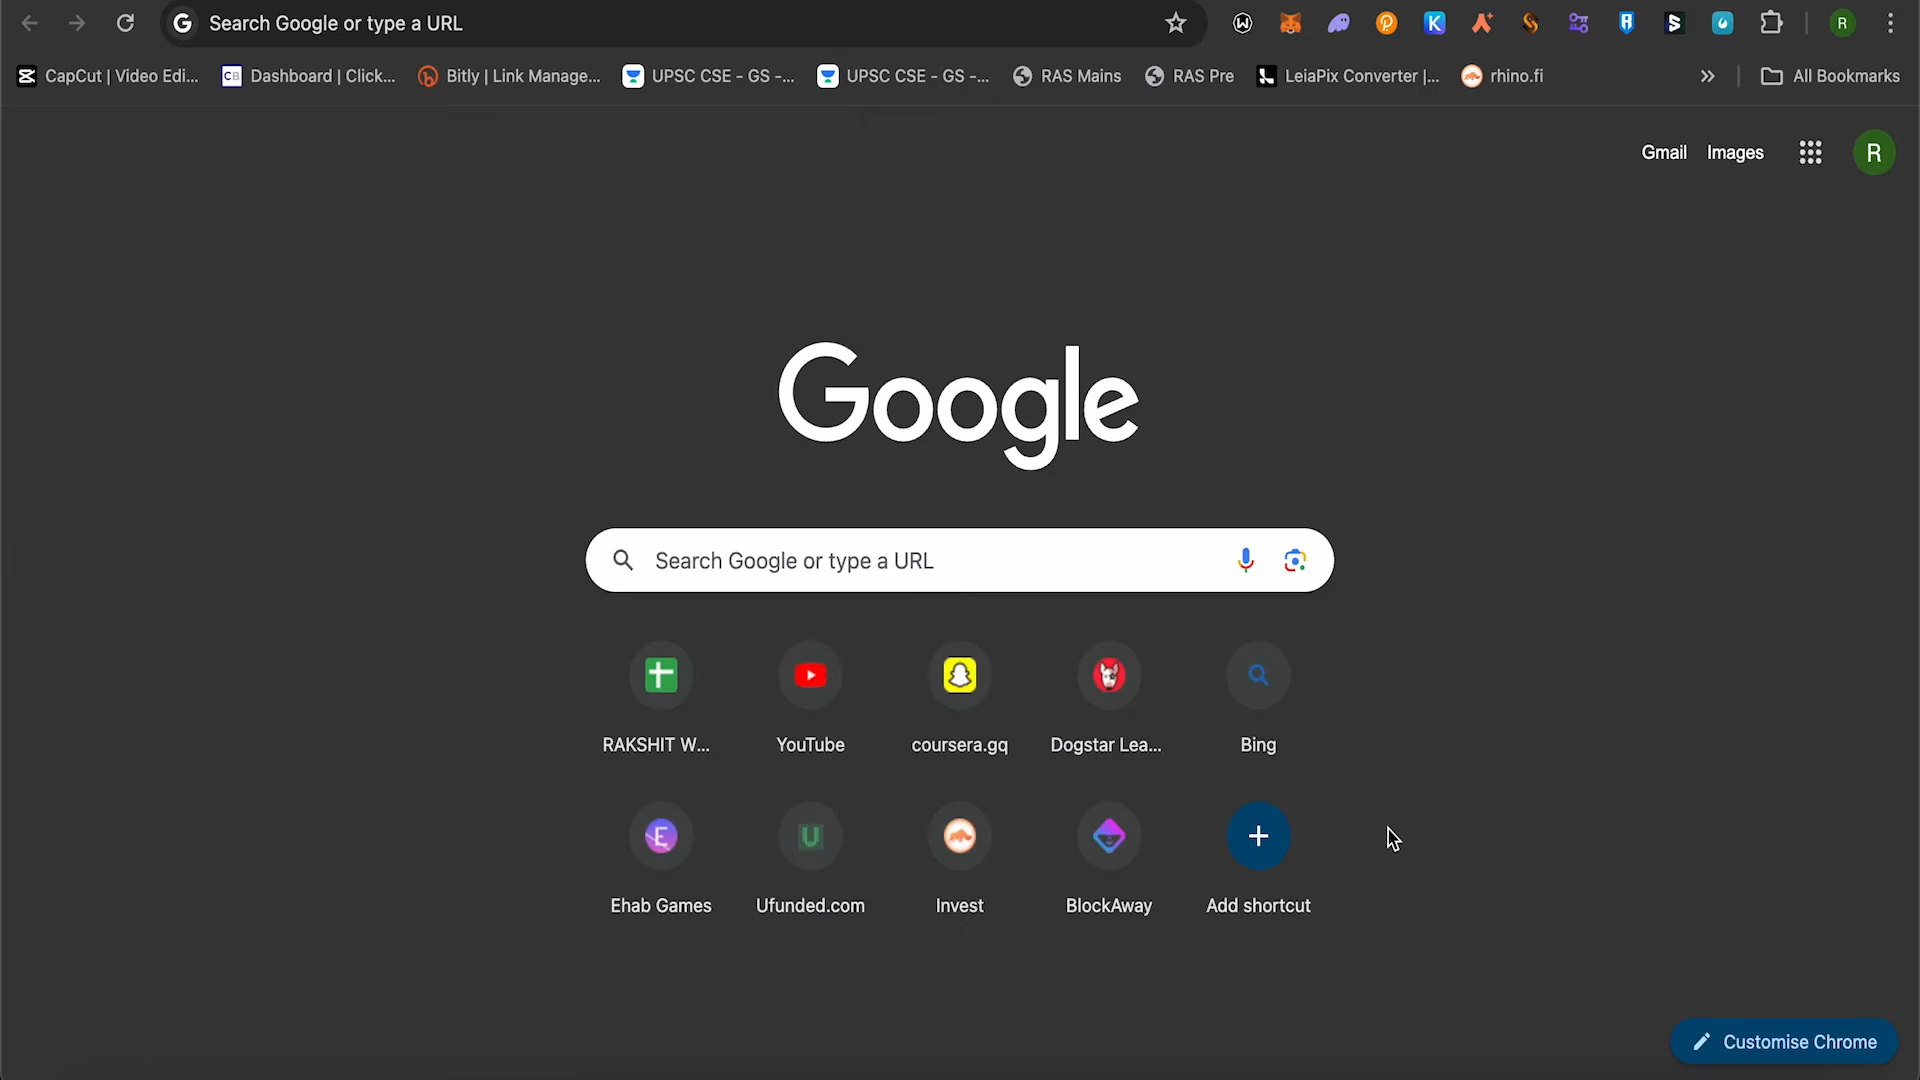 Search Google or type a URL
CapCut | Video Edi... Dashboard | Click... Bitly | Link Manage... UPSC CSE - GS -... UPSC CSE - GS -... RAS Mains RAS Pre LeiaPix Converter |... rhino.fi » All Bookmarks
Gmail Images R
Google
Search Google or type a URL
RAKSHIT W... YouTube coursera.gq Dogstar Lea... Bing
Ehab Games Ufunded.com Invest BlockAway Add shortcut
Customise Chrome